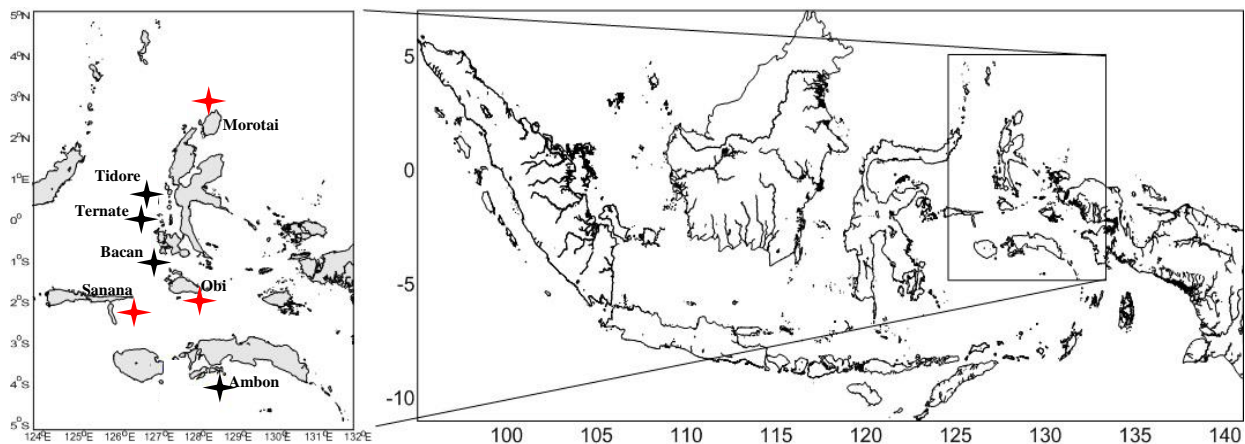 5°N
4°N
3°N
2°N
1°E
0°
1°S
2°S
3°S
4°S
5°S
124°E
125°E
126°E
127°E
128°E
129°E
130°E
131°E
132°E
Morotai
Tidore
Ternate
Bacan
Sanana
Obi
Ambon
5
0
-5
-10
100
105
110
115
120
125
130
135
140